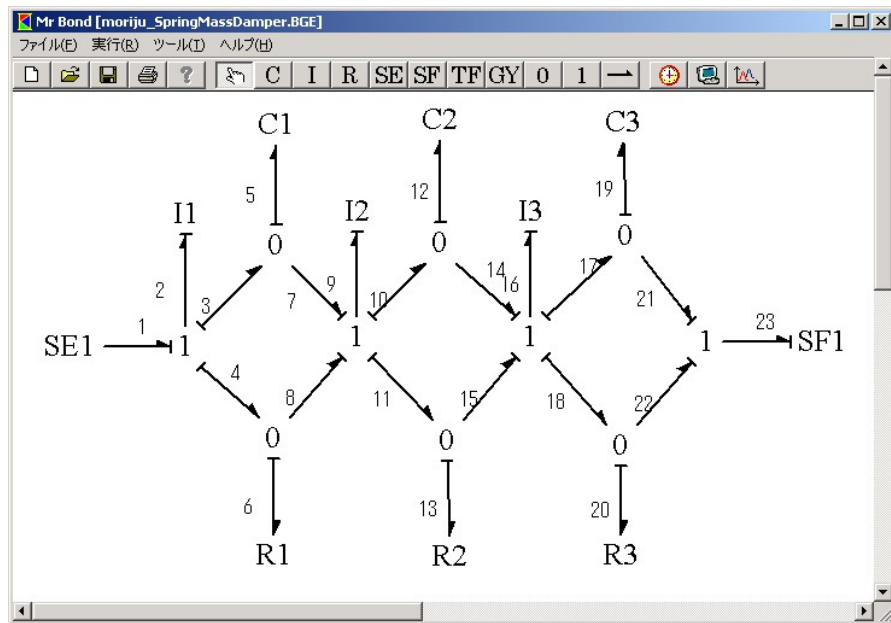 Mr Bond [moriju_SpringMassDamper.BGE]
ファイル(F) 実行(R) ツール(T) ヘルプ(H)
? C I R SE SF TF GY 0 1
C1 C2 C3
5 12 19
I1 I2 I3
0 0 0
2 3 7 9 10 14 16 17 21
1 23
SE1 1 1 1 1 SF1
4 8 11 15 18 22
0 0 0
6 13 20
R1 R2 R3